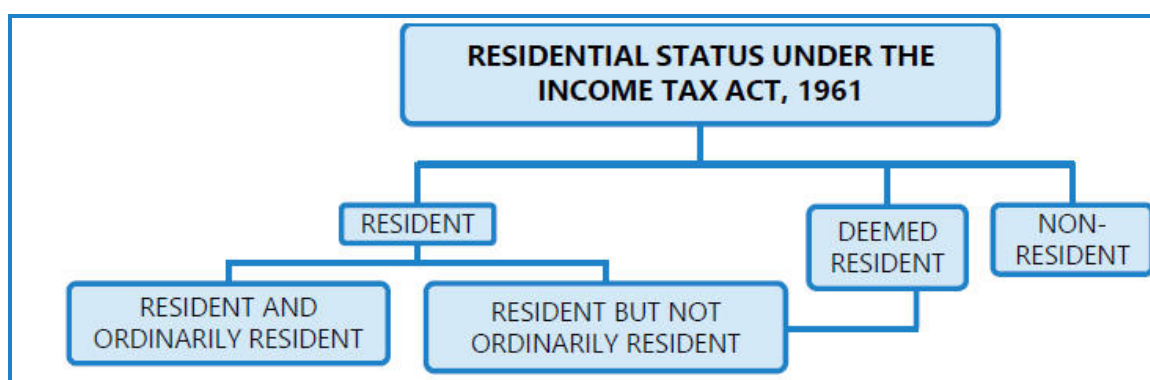 RESIDENTIAL STATUS UNDER THE
INCOME TAX ACT, 1961
RESIDENT
DEEMED
RESIDENT
NON-
RESIDENT
RESIDENT AND
ORDINARILY RESIDENT
RESIDENT BUT NOT
ORDINARILY RESIDENT